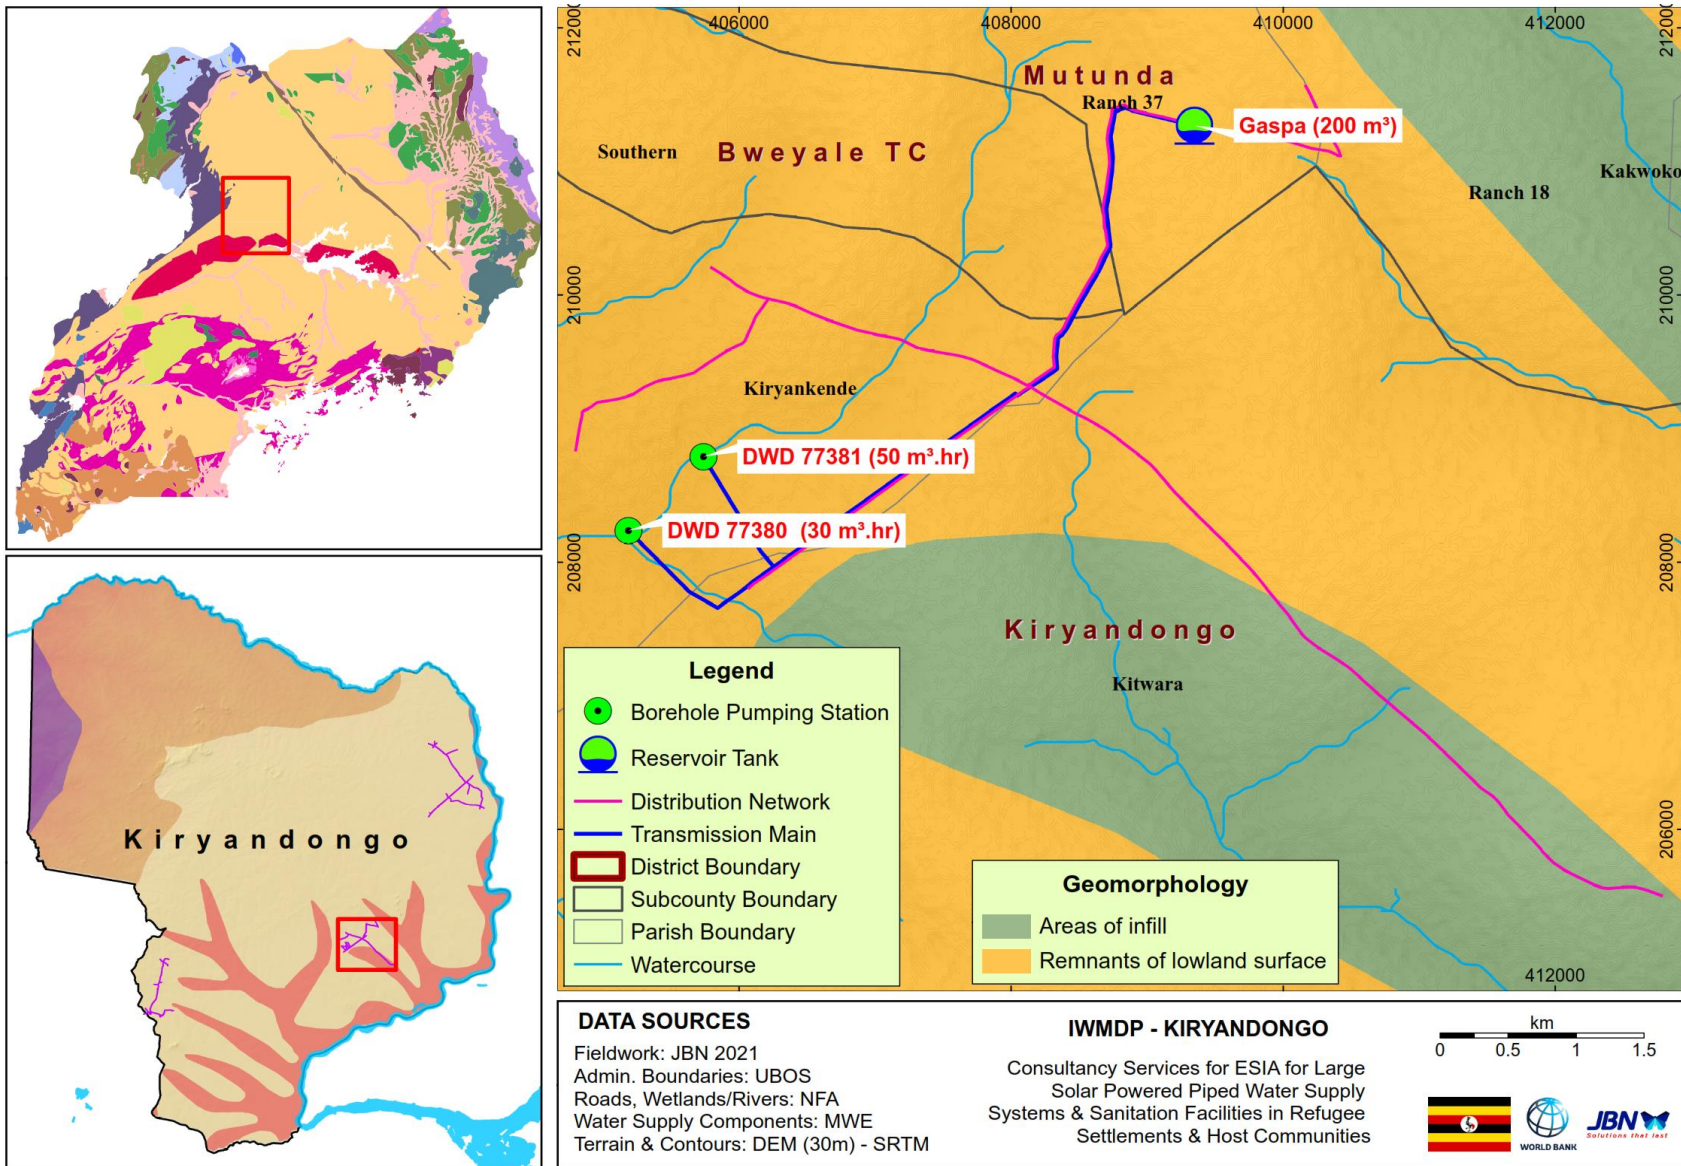 406000
408000
410000
412000
212000
212000
Mutunda
Ranch 37
Gaspa (200 m³)
Southern
Bweyale TC
Kakwoko
Ranch 18
210000
210000
Kiryankende
DWD 77381 (50 m³.hr)
DWD 77380 (30 m³.hr)
208000
208000
Kiryandongo
Kitwara
206000
412000
Legend
Borehole Pumping Station
Reservoir Tank
Distribution Network
Transmission Main
District Boundary
Subcounty Boundary
Parish Boundary
Watercourse
Geomorphology
Areas of infill
Remnants of lowland surface
Kiryandongo
DATA SOURCES
Fieldwork: JBN 2021
Admin. Boundaries: UBOS
Roads, Wetlands/Rivers: NFA
Water Supply Components: MWE
Terrain & Contours: DEM (30m) - SRTM
IWMDP - KIRYANDONGO
Consultancy Services for ESIA for Large
Solar Powered Piped Water Supply
Systems & Sanitation Facilities in Refugee
Settlements & Host Communities
km
0 0.5 1 1.5
WORLD BANK
JBN
Solutions that last